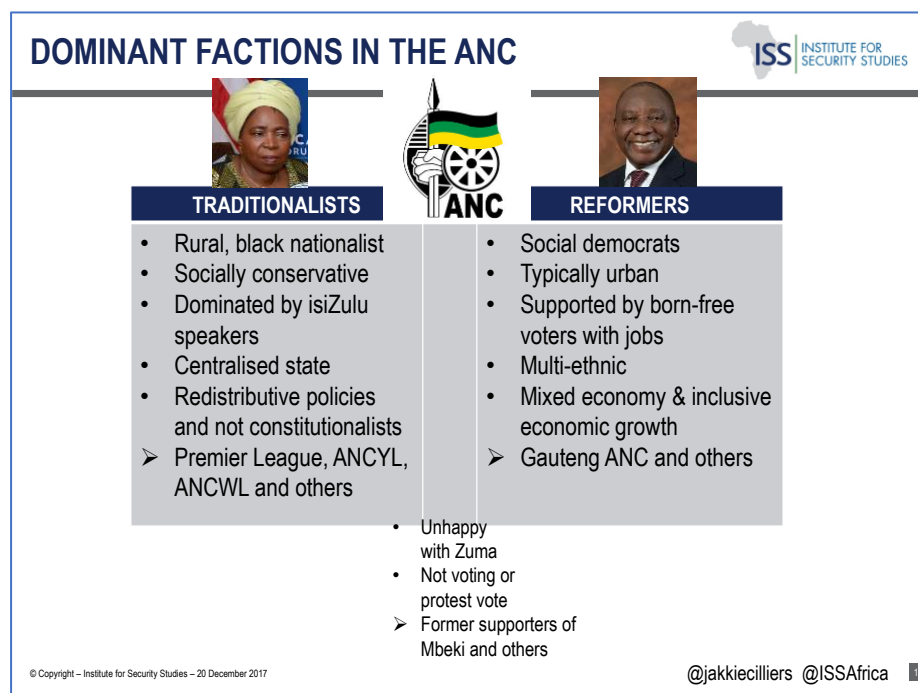 DOMINANT FACTIONS IN THE ANC
ISS INSTITUTE FOR
SECURITY STUDIES
ANC
TRADITIONALISTS
• Rural, black nationalist
• Socially conservative
• Dominated by isiZulu
speakers
• Centralised state
• Redistributive policies
and not constitutionalists
➢ Premier League, ANCYL,
ANCWL and others
REFORMERS
• Social democrats
• Typically urban
• Supported by born-free
voters with jobs
• Multi-ethnic
• Mixed economy & inclusive
economic growth
➢ Gauteng ANC and others
• Unhappy
with Zuma
• Not voting or
protest vote
➢ Former supporters of
Mbeki and others
© Copyright – Institute for Security Studies – 20 December 2017
@jakkiecilliers @ISSAfrica